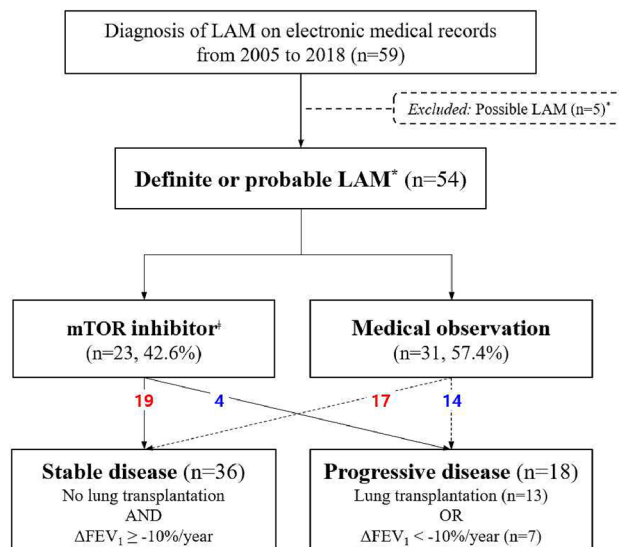 Diagnosis of LAM on electronic medical records
from 2005 to 2018 (n=59)
Excluded: Possible LAM (n=5)*
Definite or probable LAM* (n=54)
mTOR inhibitor‡
(n=23, 42.6%)
Medical observation
(n=31, 57.4%)
19
4
17
14
Stable disease (n=36)
No lung transplantation
AND
ΔFEV₁ ≥ -10%/year
Progressive disease (n=18)
Lung transplantation (n=13)
OR
ΔFEV₁ < -10%/year (n=7)